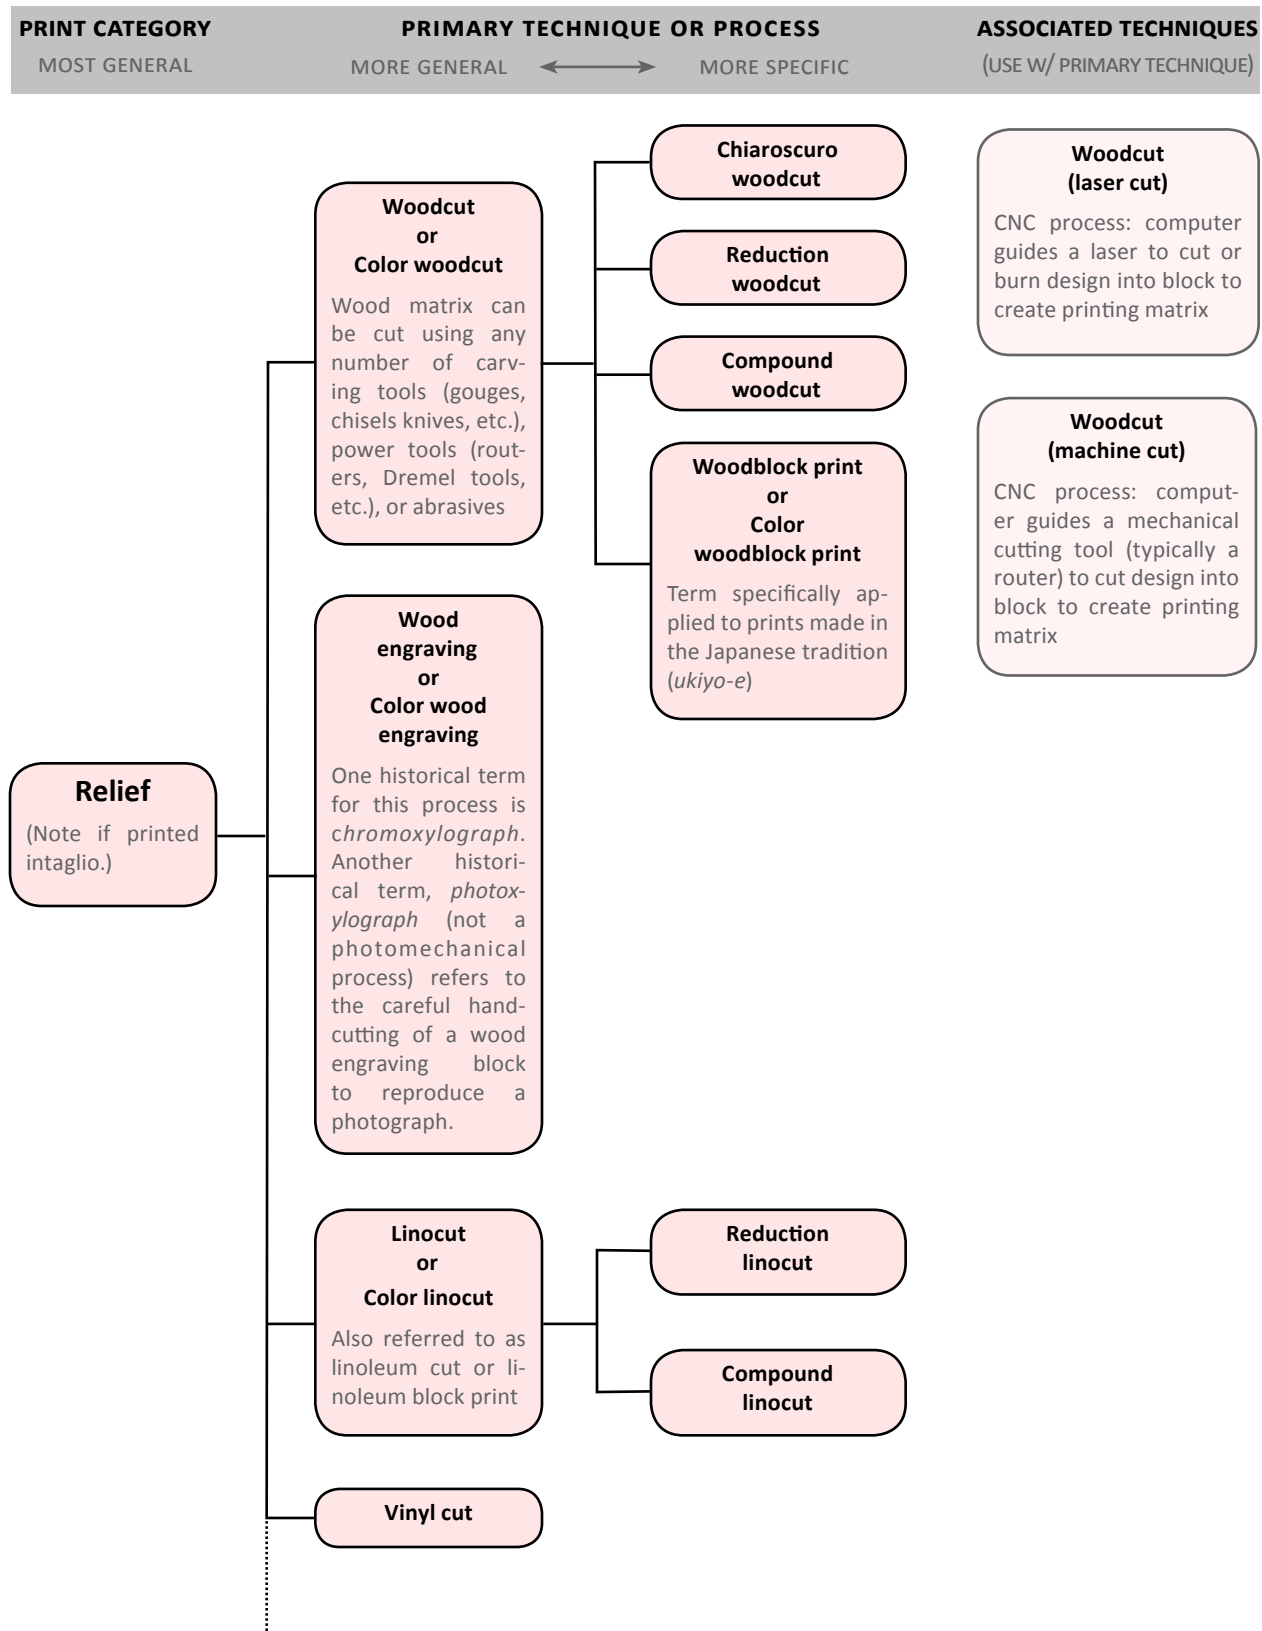 PRINT CATEGORY
MOST GENERAL
PRIMARY TECHNIQUE OR PROCESS
MORE GENERAL
MORE SPECIFIC
ASSOCIATED TECHNIQUES
(USE W/ PRIMARY TECHNIQUE)
Relief
(Note if printed
intaglio.)
Woodcut
or
Color woodcut
Wood matrix can
be cut using any
number of carv-
ing tools (gouges,
chisels knives, etc.),
power tools (rout-
ers, Dremel tools,
etc.), or abrasives
Chiaroscuro
woodcut
Reduction
woodcut
Compound
woodcut
Woodblock print
or
Color
woodblock print
Term specifically ap-
plied to prints made in
the Japanese tradition
(ukiyo-e)
Woodcut
(laser cut)
CNC process: computer
guides a laser to cut or
burn design into block to
create printing matrix
Woodcut
(machine cut)
CNC process: comput-
er guides a mechanical
cutting tool (typically a
router) to cut design into
block to create printing
matrix
Wood
engraving
or
Color wood
engraving
One historical term
for this process is
chromoxylograph.
Another histori-
cal term, photox-
ylograph (not a
photomechanical
process) refers to
the careful hand-
cutting of a wood
engraving block
to reproduce a
photograph.
Linocut
or
Color linocut
Also referred to as
linoleum cut or li-
noleum block print
Reduction
linocut
Compound
linocut
Vinyl cut